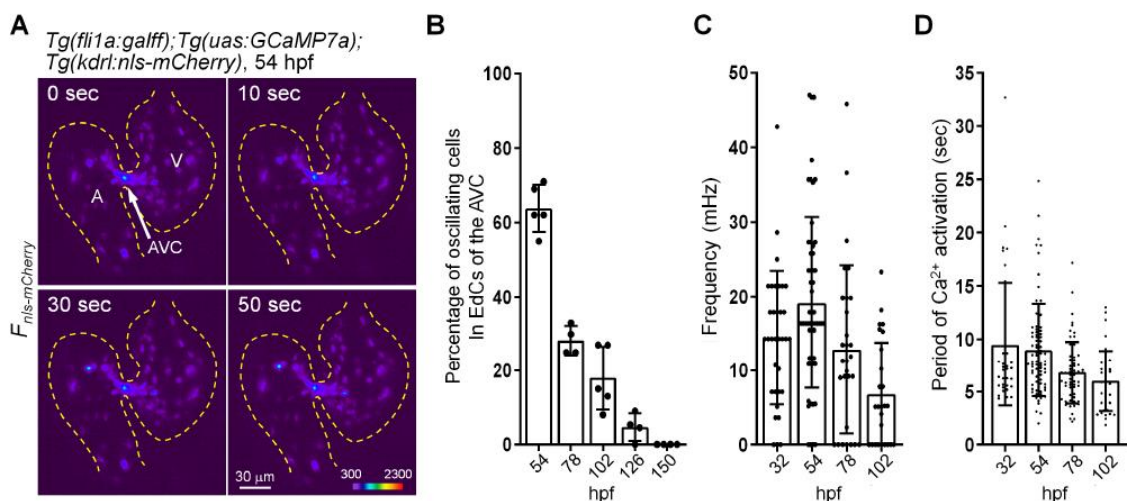 A
Tg(fli1a:galff);Tg(uas:GCaMP7a);
Tg(kdrl:nls-mCherry), 54 hpf
0 sec
10 sec
A
V
AVC
30 sec
50 sec
30 μm
300
2300
Fnls-mCherry
B
Percentage of oscillating cells
In EdCs of the AVC
100
80
60
40
20
0
54
78
102
126
150
hpf
C
Frequency (mHz)
50
40
30
20
10
0
32
54
78
102
hpf
D
Period of Ca²⁺ activation (sec)
35
30
25
20
15
10
5
0
32
54
78
102
hpf